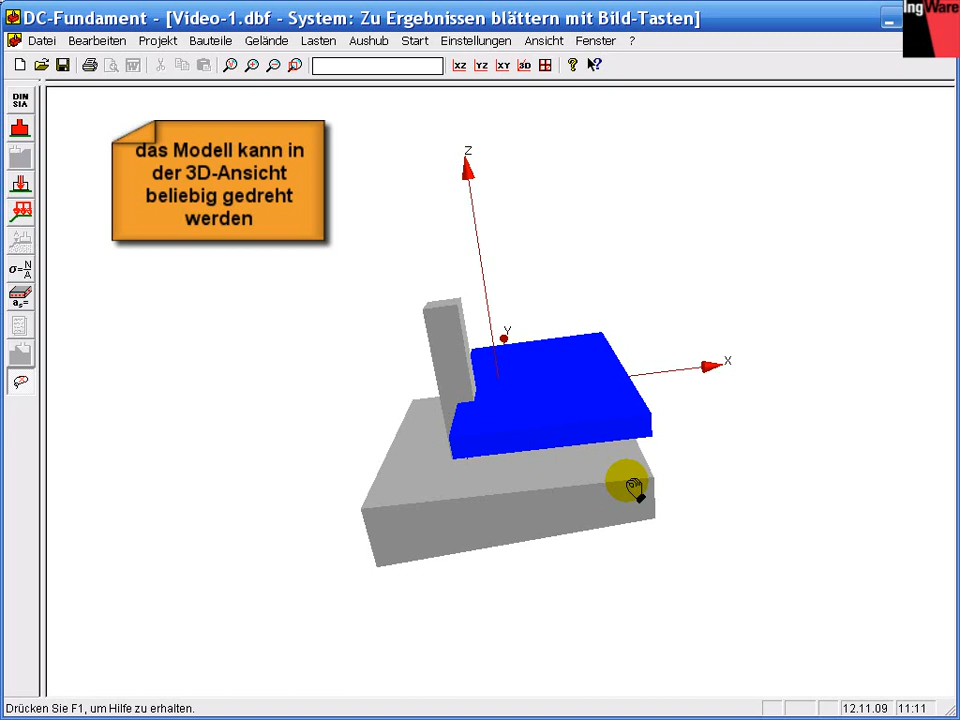 DC-Fundament - [Video-1.dbf - System: Zu Ergebnissen blättern mit Bild-Tasten]
IngWare
Datei Bearbeiten Projekt Bauteile Gelände Lasten Aushub Start Einstellungen Ansicht Fenster ?
XZ YZ XY 3D ? ?
DIN
SIA
das Modell kann in
der 3D-Ansicht
beliebig gedreht
werden
Z
Y
X
σ=N/A
as=
Drücken Sie F1, um Hilfe zu erhalten.
12.11.09 11:11